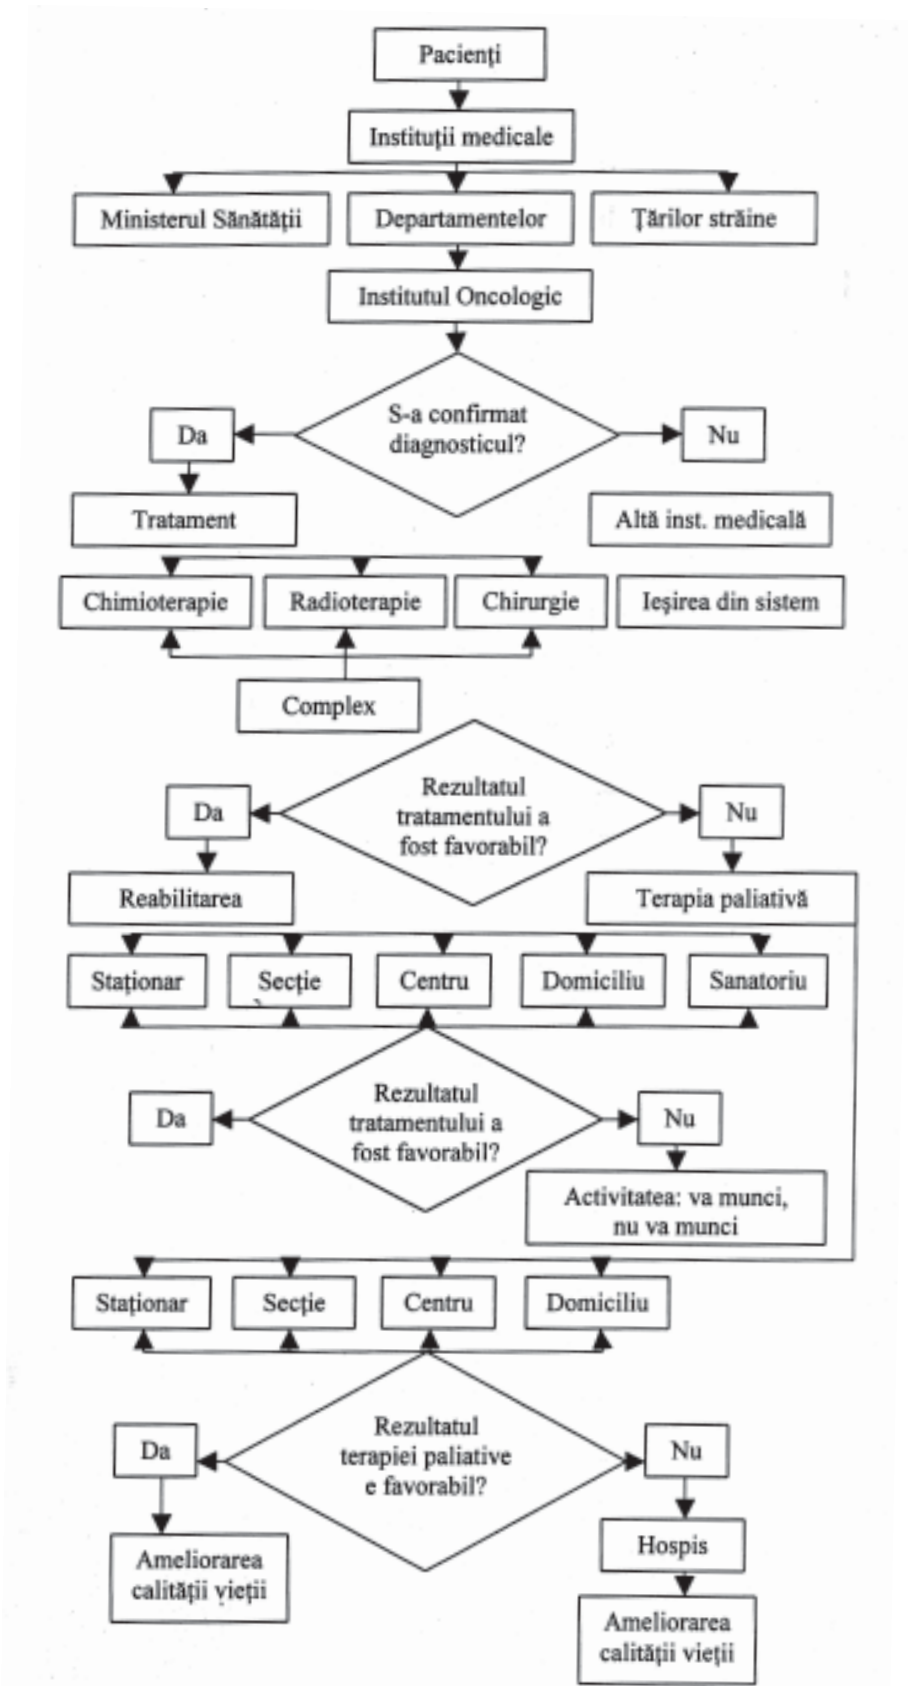 Pacienți
Instituții medicale
Ministerul Sănătății
Departamentelor
Țărilor străine
Institutul Oncologic
S-a confirmat
diagnosticul?
Da
Nu
Tratament
Altă inst. medicală
Chimioterapie
Radioterapie
Chirurgie
Ieșirea din sistem
Complex
Rezultatul
tratamentului a
fost favorabil?
Da
Nu
Reabilitarea
Terapia paliativă
Staționar
Secție
Centru
Domiciliu
Sanatoriu
Rezultatul
tratamentului a
fost favorabil?
Da
Nu
Activitatea: va munci,
nu va munci
Staționar
Secție
Centru
Domiciliu
Rezultatul
terapiei paliative
e favorabil?
Da
Nu
Hospis
Ameliorarea
calității vieții
Ameliorarea
calității vieții